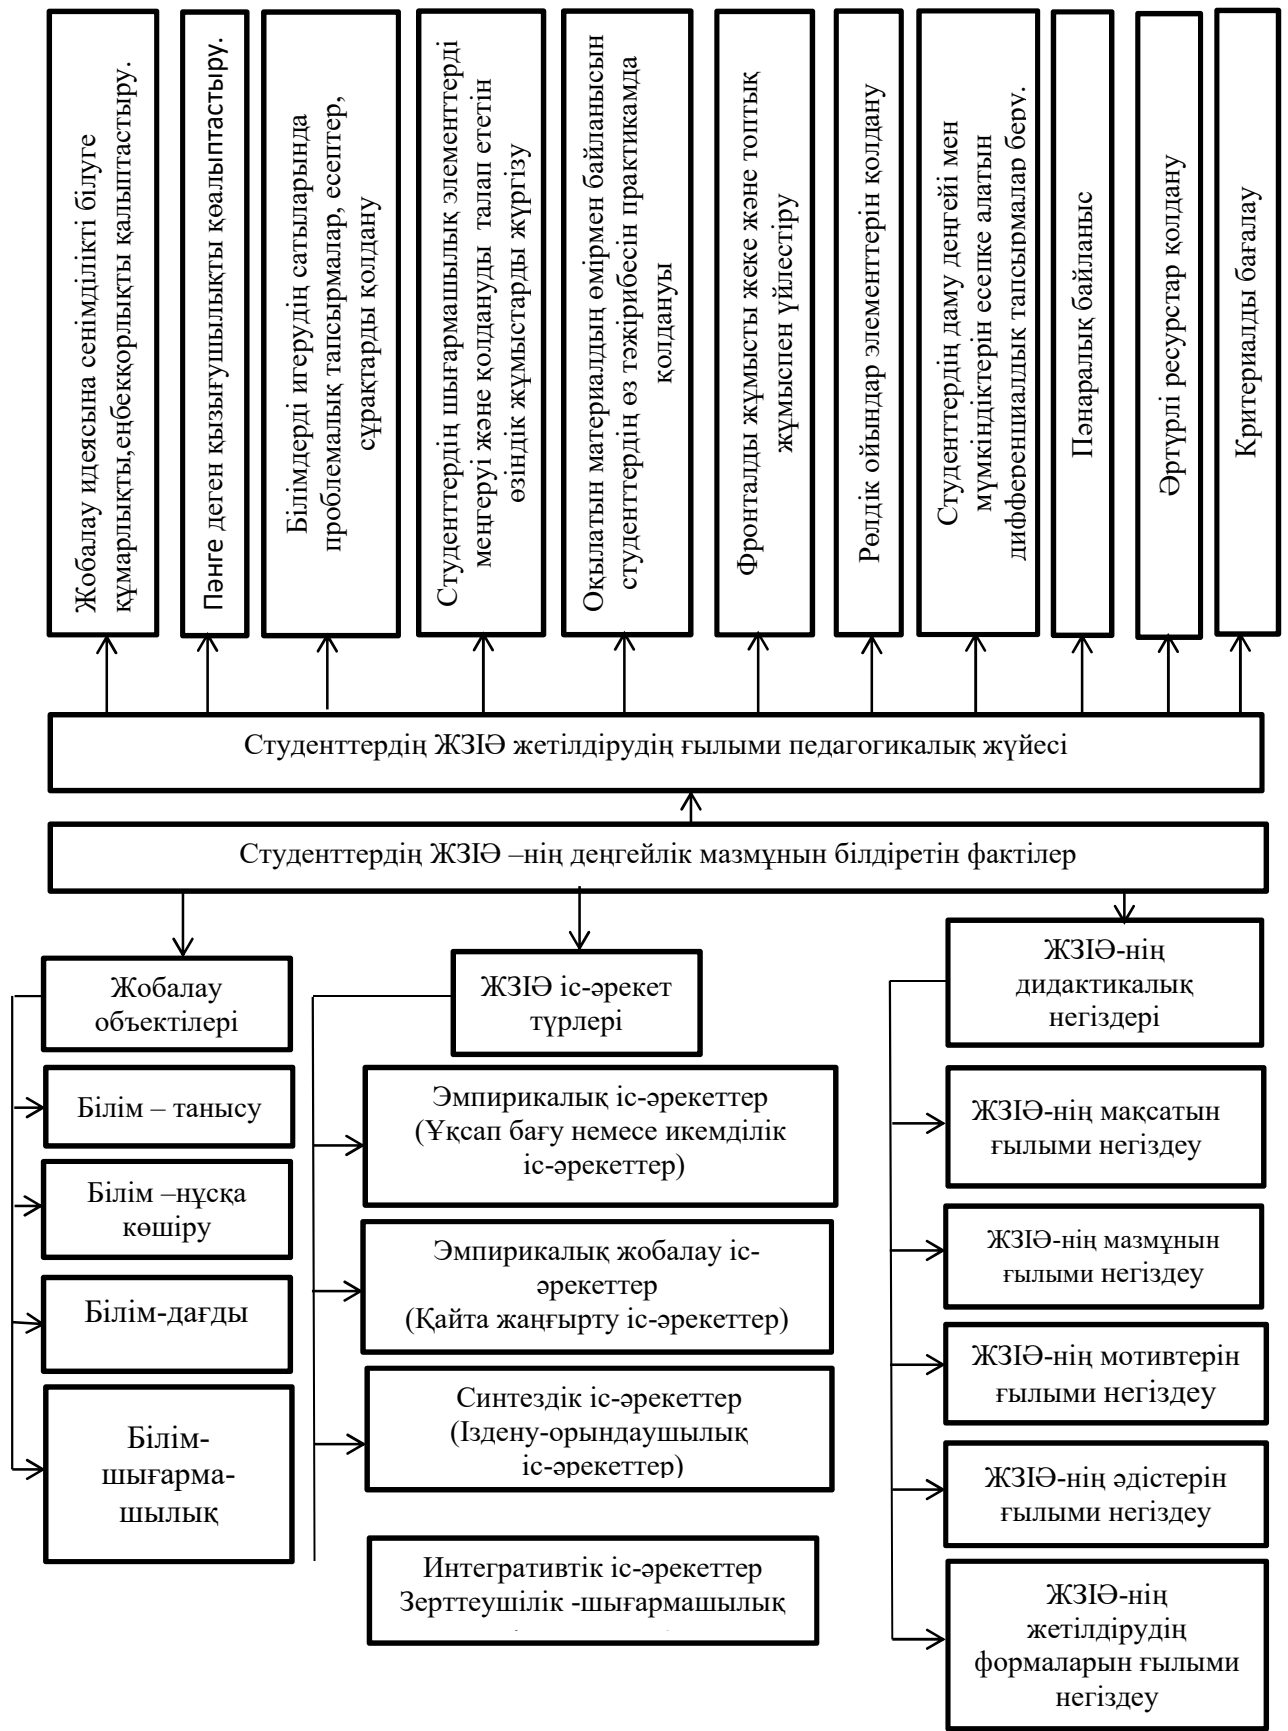 Жобалау идеясына сенімділікті білуге
құмарлықты,еңбекқорлықты қалыптастыру.
Пәнге деген қызығушылықты қөалыптастыру.
Білімдерді игерудің сатыларында
проблемалық тапсырмалар, есептер,
сұрақтарды қолдану
Студенттердің шығармашылық элементтерді
меңгеруі және қолдануды талап ететін
өзіндік жұмыстарды жүргізу
Оқылатын материалдың өмірмен байланысын
студенттердің өз тәжірибесін практикамда
қолдануы
Фронталды жұмысты жеке және топтық
жұмыспен үйлестіру
Рөлдік ойындар элементтерін қолдану
Студенттердің даму деңгейі мен
мүмкіндіктерін есепке алатын
дифференциалдық тапсырмалар беру.
Пәнаралық байланыс
Әртүрлі ресурстар қолдану
Критериалды бағалау
Студенттердің ЖЗІӘ жетілдірудің ғылыми педагогикалық жүйесі
Студенттердің ЖЗІӘ –нің деңгейлік мазмұнын білдіретін фактілер
Жобалау
объектілері
Білім – танысу
Білім –нұсқа
көшіру
Білім-дағды
Білім-
шығарма-
шылық
ЖЗІӘ іс-әрекет
түрлері
Эмпирикалық іс-әрекеттер
(Ұқсап бағу немесе икемділік
іс-әрекеттер)
Эмпирикалық жобалау іс-
әрекеттер
(Қайта жаңғырту іс-әрекеттер)
Синтездік іс-әрекеттер
(Іздену-орындаушылық
іс-әрекеттер)
Интегративтік іс-әрекеттер
Зерттеушілік -шығармашылық
ЖЗІӘ-нің
дидактикалық
негіздері
ЖЗІӘ-нің мақсатын
ғылыми негіздеу
ЖЗІӘ-нің мазмұнын
ғылыми негіздеу
ЖЗІӘ-нің мотивтерін
ғылыми негіздеу
ЖЗІӘ-нің әдістерін
ғылыми негіздеу
ЖЗІӘ-нің
жетілдірудің
формаларын ғылыми
негіздеу